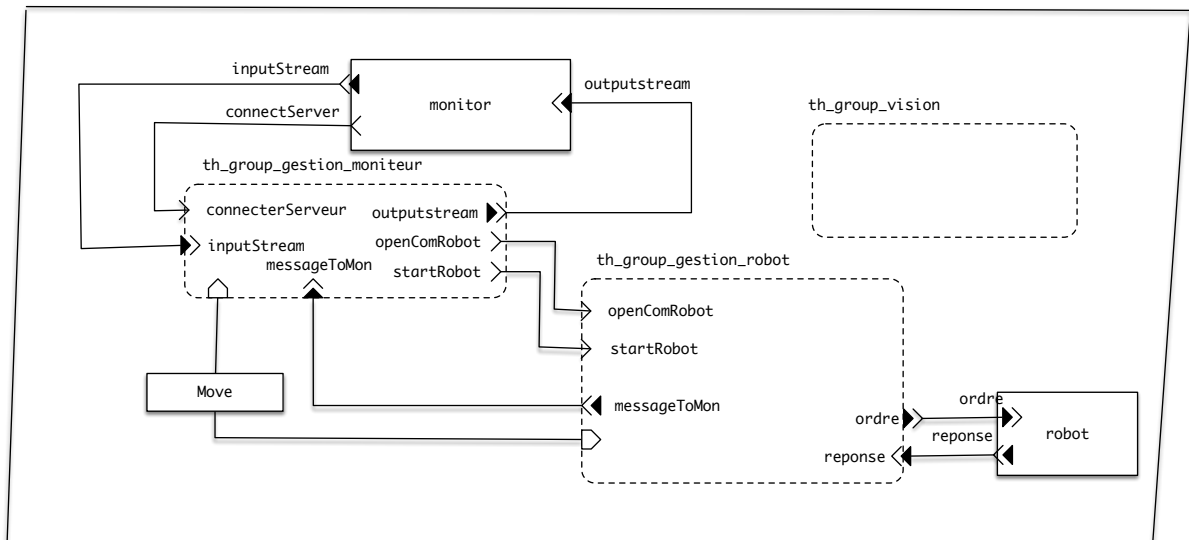 inputStream
connectServer
monitor
outputstream
th_group_vision
th_group_gestion_moniteur
connecterServeur
outputstream
inputStream
openComRobot
messageToMon
startRobot
th_group_gestion_robot
openComRobot
startRobot
Move
messageToMon
ordre
ordre
reponse
robot
reponse